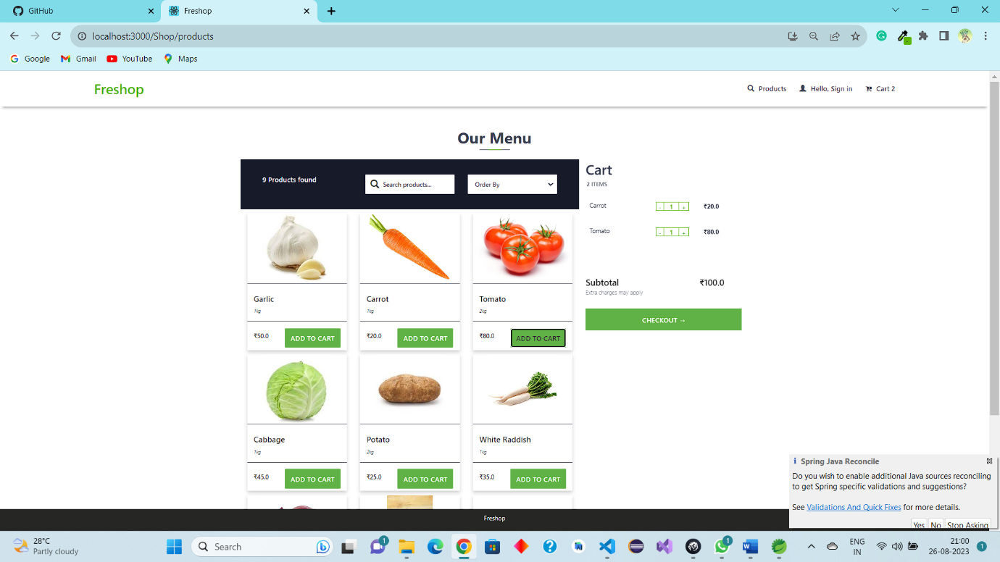 GitHub
Freshop
localhost:3000/Shop/products
Google
Gmail
YouTube
Maps
Freshop
Products
Hello, Sign in
Cart 2
Our Menu
9 Products found
Search products...
Order By
Cart
2 ITEMS
Carrot
- 1 +
₹20.0
Tomato
- 1 +
₹80.0
Subtotal
₹100.0
Extra charges may apply
CHECKOUT →
Garlic
1kg
₹50.0
ADD TO CART
Carrot
1kg
₹20.0
ADD TO CART
Tomato
2kg
₹80.0
ADD TO CART
Cabbage
1kg
₹45.0
ADD TO CART
Potato
2kg
₹25.0
ADD TO CART
White Raddish
1kg
₹35.0
ADD TO CART
Spring Java Reconcile
Do you wish to enable additional Java sources reconciling
to get Spring specific validations and suggestions?
See Validations And Quick Fixes for more details.
Yes
No
Stop Asking
Freshop
28°C
Partly cloudy
Search
1
1
ENG
IN
21:00
26-08-2023
1